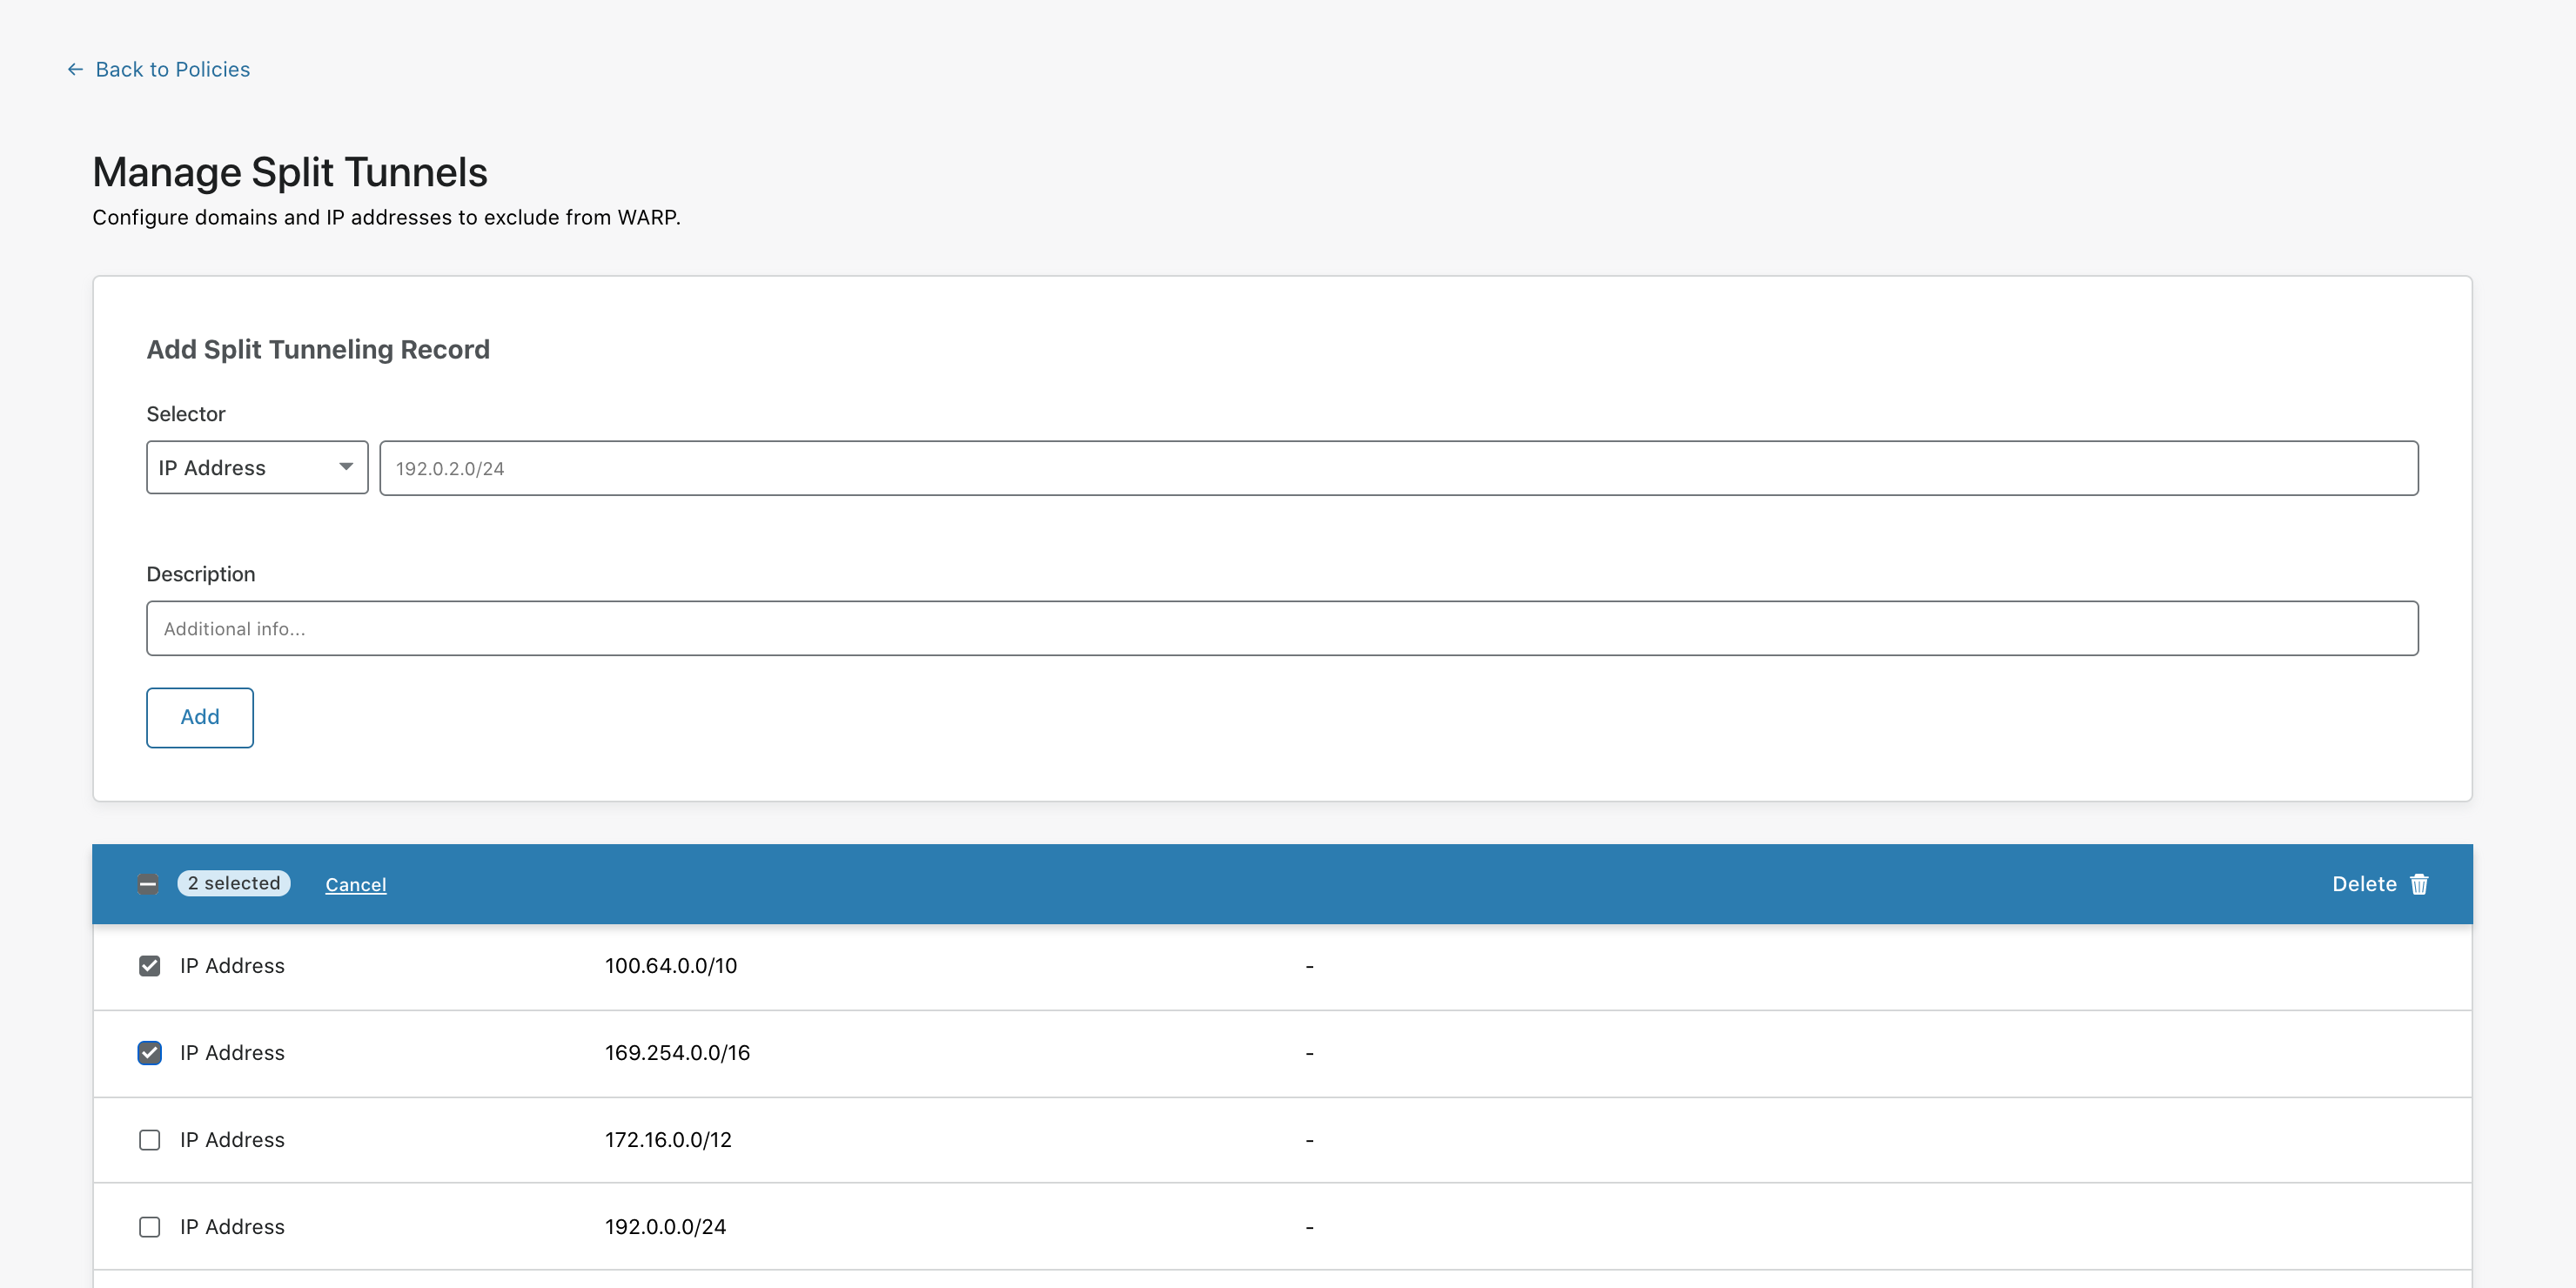 ← Back to Policies
Manage Split Tunnels
Configure domains and IP addresses to exclude from WARP.
Add Split Tunneling Record
Selector
IP Address 192.0.2.0/24
Description
Additional info...
Add
2 selected Cancel Delete
IP Address 100.64.0.0/10 -
IP Address 169.254.0.0/16 -
IP Address 172.16.0.0/12 -
IP Address 192.0.0.0/24 -